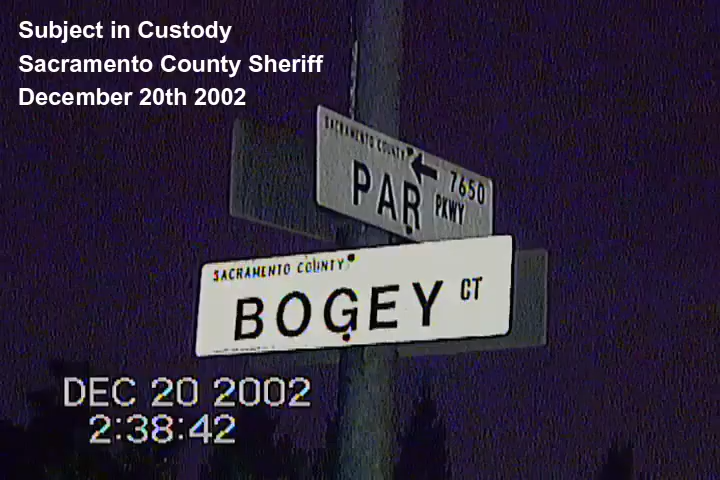 Subject in Custody
Sacramento County Sheriff
December 20th 2002
SACRAMENTO COUNTY
7650
PAR PKWY
SACRAMENTO COUNTY
BOGEY CT
DEC 20 2002
2:38:42